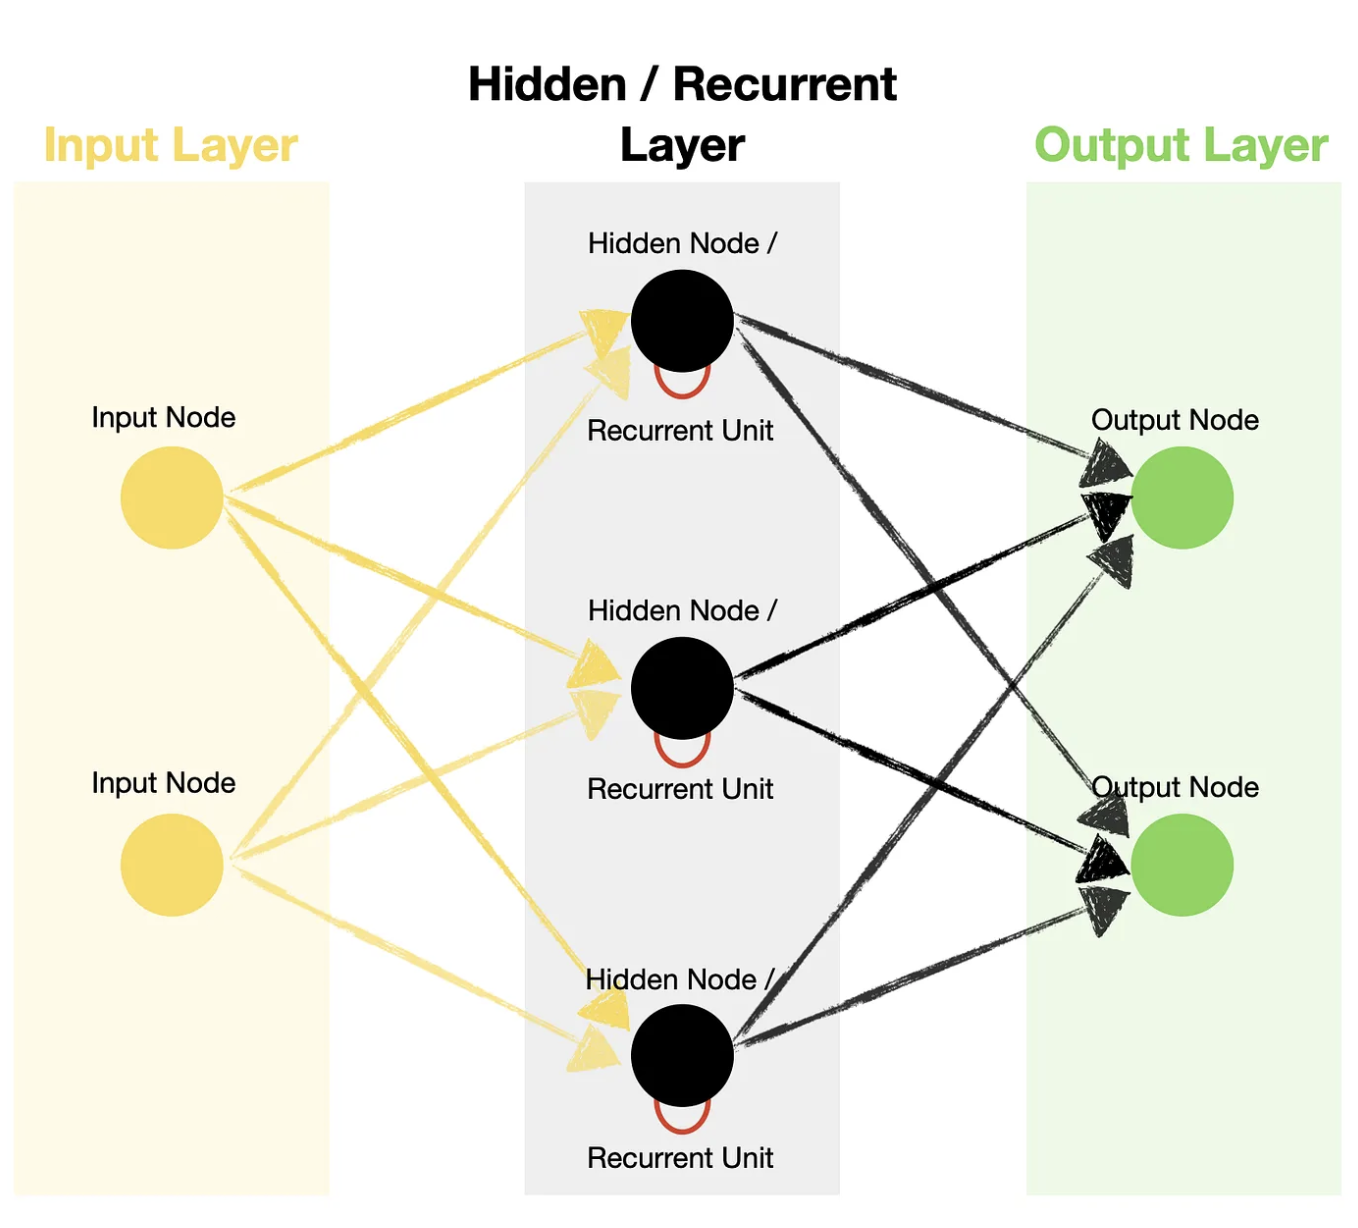 Hidden / Recurrent
Layer
Input Layer
Output Layer
Hidden Node /
Recurrent Unit
Input Node
Output Node
Hidden Node /
Recurrent Unit
Input Node
Output Node
Hidden Node /
Recurrent Unit